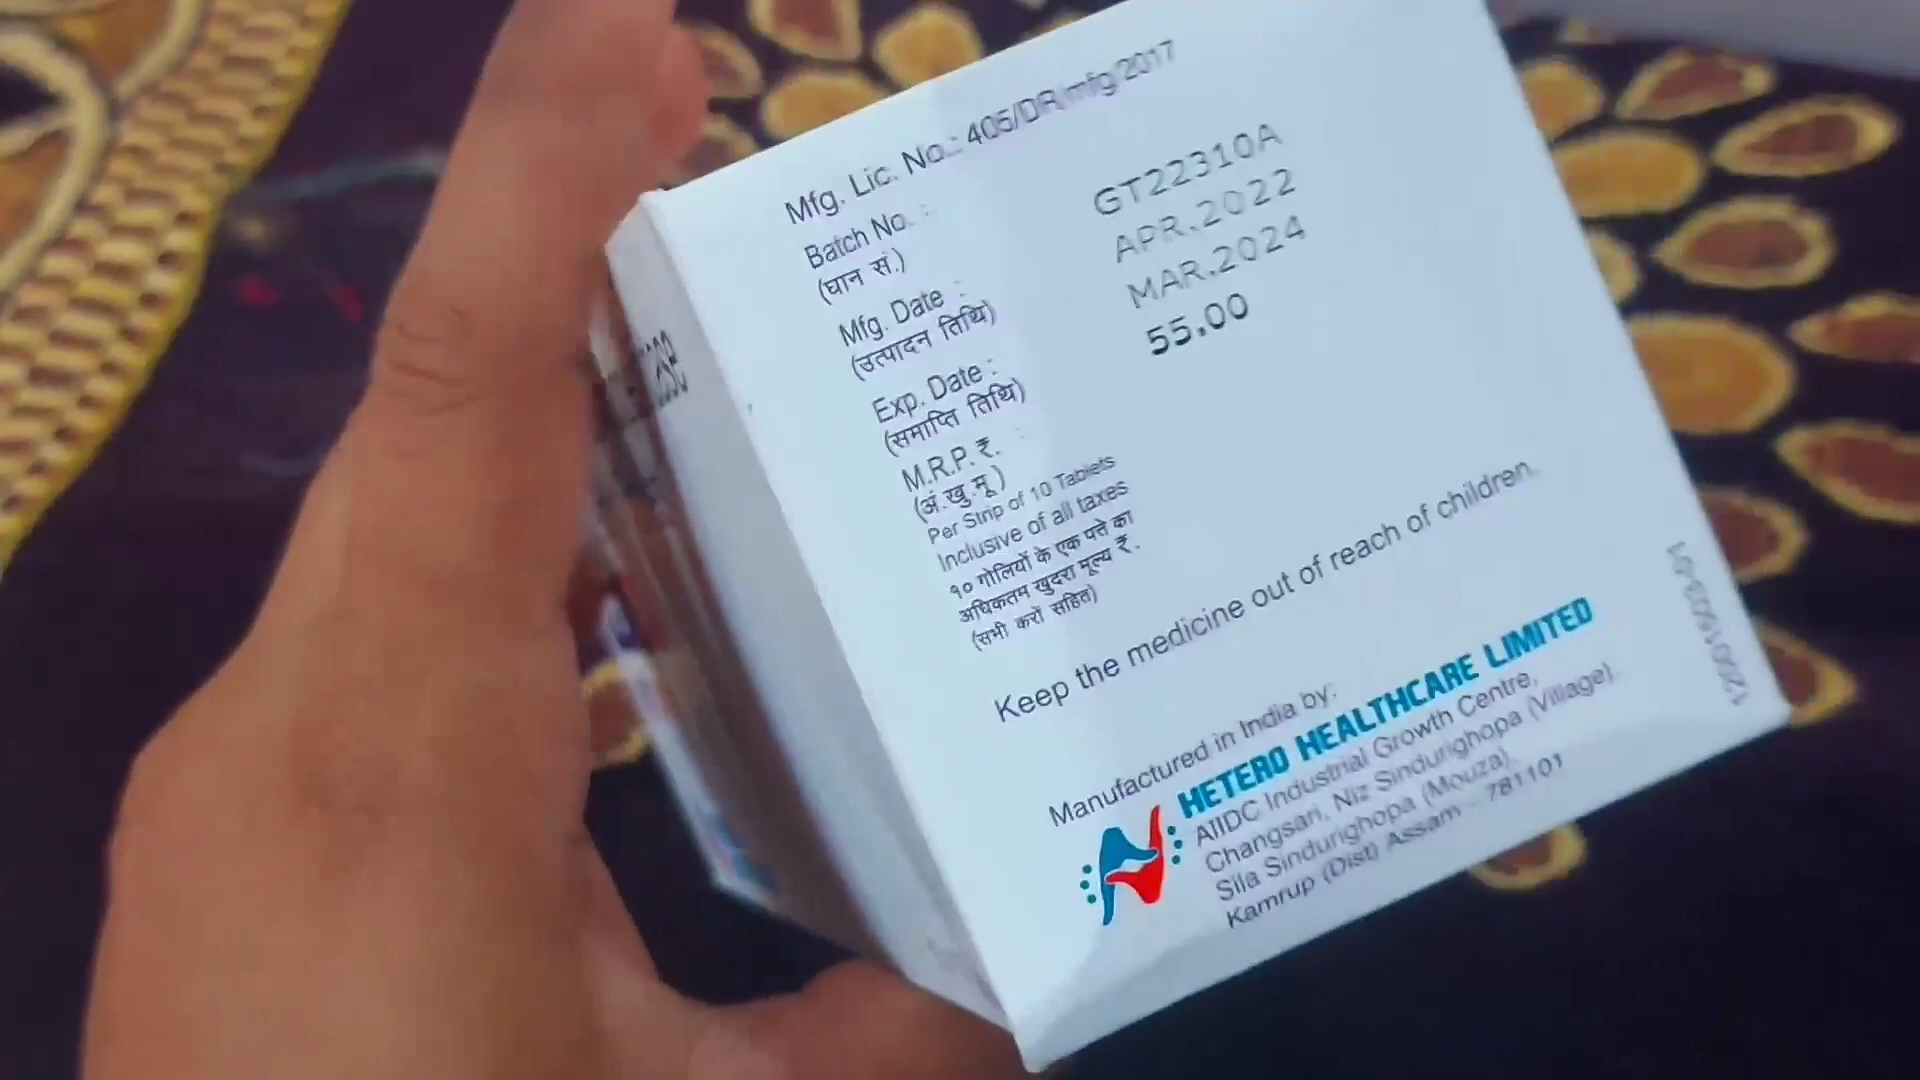 Mfg. Lic. No.: 405/DR/mfg/2017
Batch No. : GT22310A
(घान सं.)
Mfg. Date : APR.2022
(उत्पादन तिथि)
Exp. Date : MAR.2024
(समाप्ति तिथि)
M.R.P. ₹. : 55.00
(अं.खु.मू.)
Per Strip of 10 Tablets
Inclusive of all taxes
१० गोलियों के एक पत्ते का
अधिकतम खुदरा मूल्य ₹.
(सभी करों सहित)
Keep the medicine out of reach of children.
Manufactured in India by:
HETERO HEALTHCARE LIMITED
AIIDC Industrial Growth Centre,
Changsari, Niz Sindurighopa (Village),
Sila Sindurighopa (Mouza),
Kamrup (Dist) Assam - 781101